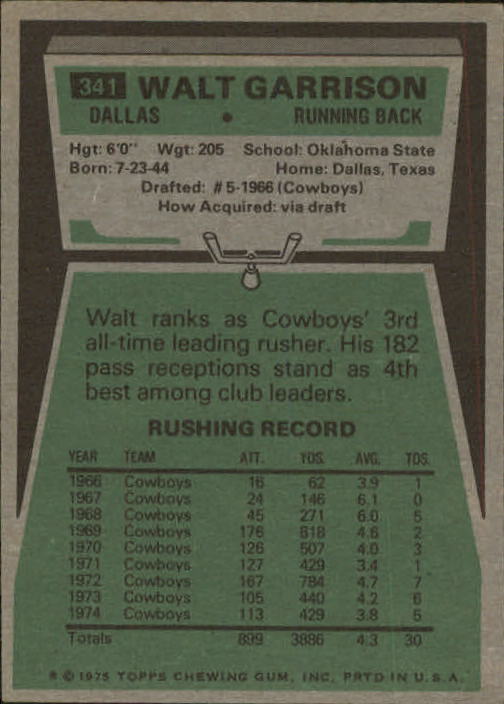 341 WALT GARRISON
DALLAS • RUNNING BACK
Hgt: 6'0" Wgt: 205 School: Oklahoma State
Born: 7-23-44 Home: Dallas, Texas
Drafted: #5-1966 (Cowboys)
How Acquired: via draft
Walt ranks as Cowboys' 3rd
all-time leading rusher. His 182
pass receptions stand as 4th
best among club leaders.
RUSHING RECORD
YEAR TEAM ATT. YDS. AVG. TDS.
1966 Cowboys 16 62 3.9 1
1967 Cowboys 24 146 6.1 0
1968 Cowboys 45 271 6.0 5
1969 Cowboys 176 818 4.6 2
1970 Cowboys 126 507 4.0 3
1971 Cowboys 127 429 3.4 1
1972 Cowboys 167 784 4.7 7
1973 Cowboys 105 440 4.2 6
1974 Cowboys 113 429 3.8 5
Totals 899 3886 4.3 30
© 1975 TOPPS CHEWING GUM, INC. PRTD IN U.S.A.